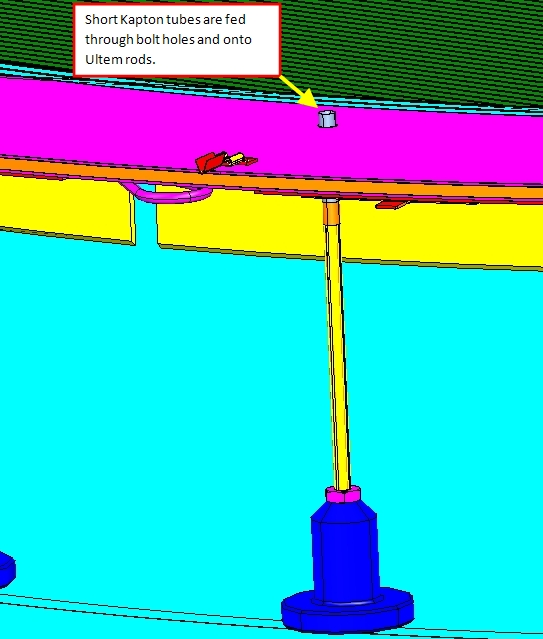 Short Kapton tubes are fed
through bolt holes and onto
Ultem rods.